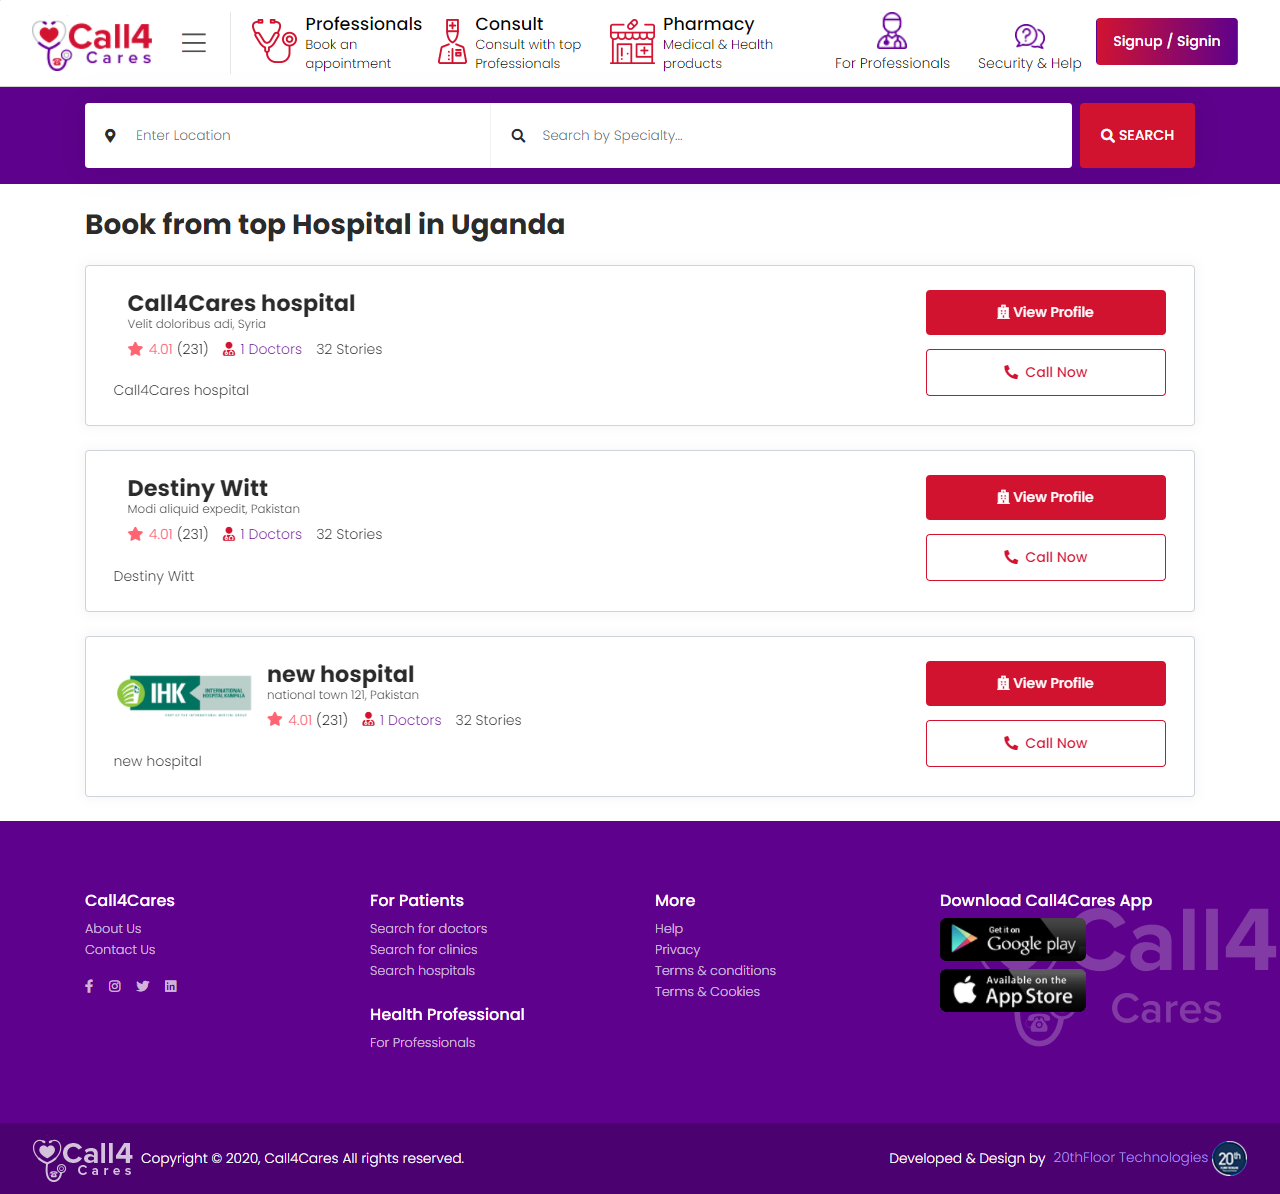 Call4
Cares
Professionals
Book an
appointment
Consult
Consult with top
Professionals
Pharmacy
Medical & Health
products
For Professionals
Security & Help
Signup / Signin
Enter Location
Search by Specialty...
SEARCH
Book from top Hospital in Uganda
Call4Cares hospital
Velit doloribus adi, Syria
4.01 (231) 1 Doctors 32 Stories
Call4Cares hospital
View Profile
Call Now
Destiny Witt
Modi aliquid expedit, Pakistan
4.01 (231) 1 Doctors 32 Stories
Destiny Witt
View Profile
Call Now
IHK
INTERNATIONAL
HOSPITAL KAMPALA
new hospital
national town 121, Pakistan
4.01 (231) 1 Doctors 32 Stories
new hospital
View Profile
Call Now
Call4Cares
About Us
Contact Us
For Patients
Search for doctors
Search for clinics
Search hospitals
Health Professional
For Professionals
More
Help
Privacy
Terms & conditions
Terms & Cookies
Download Call4Cares App
Get it on
Google play
Available on the
App Store
Call4
Cares
Call4
Cares
Copyright © 2020, Call4Cares All rights reserved.
Developed & Design by 20thFloor Technologies
20th